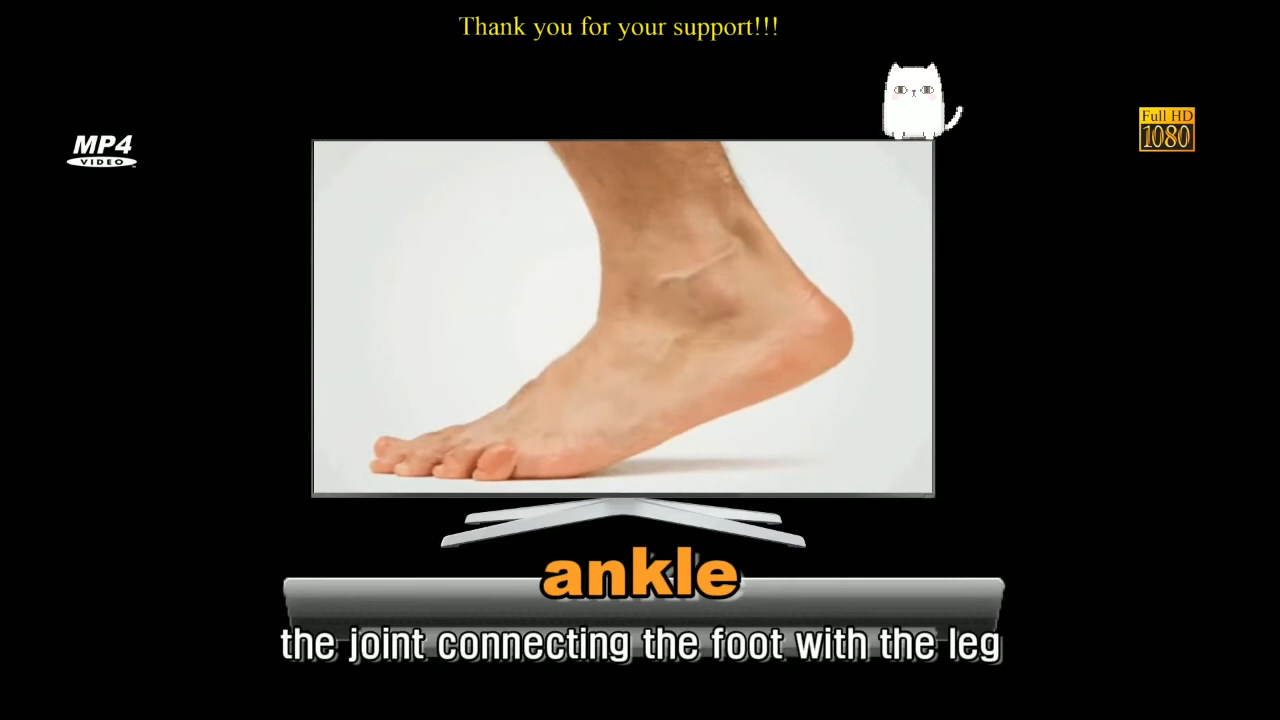 Thank you for your support!!!
MP4
VIDEO
Full HD
1080
ankle
the joint connecting the foot with the leg